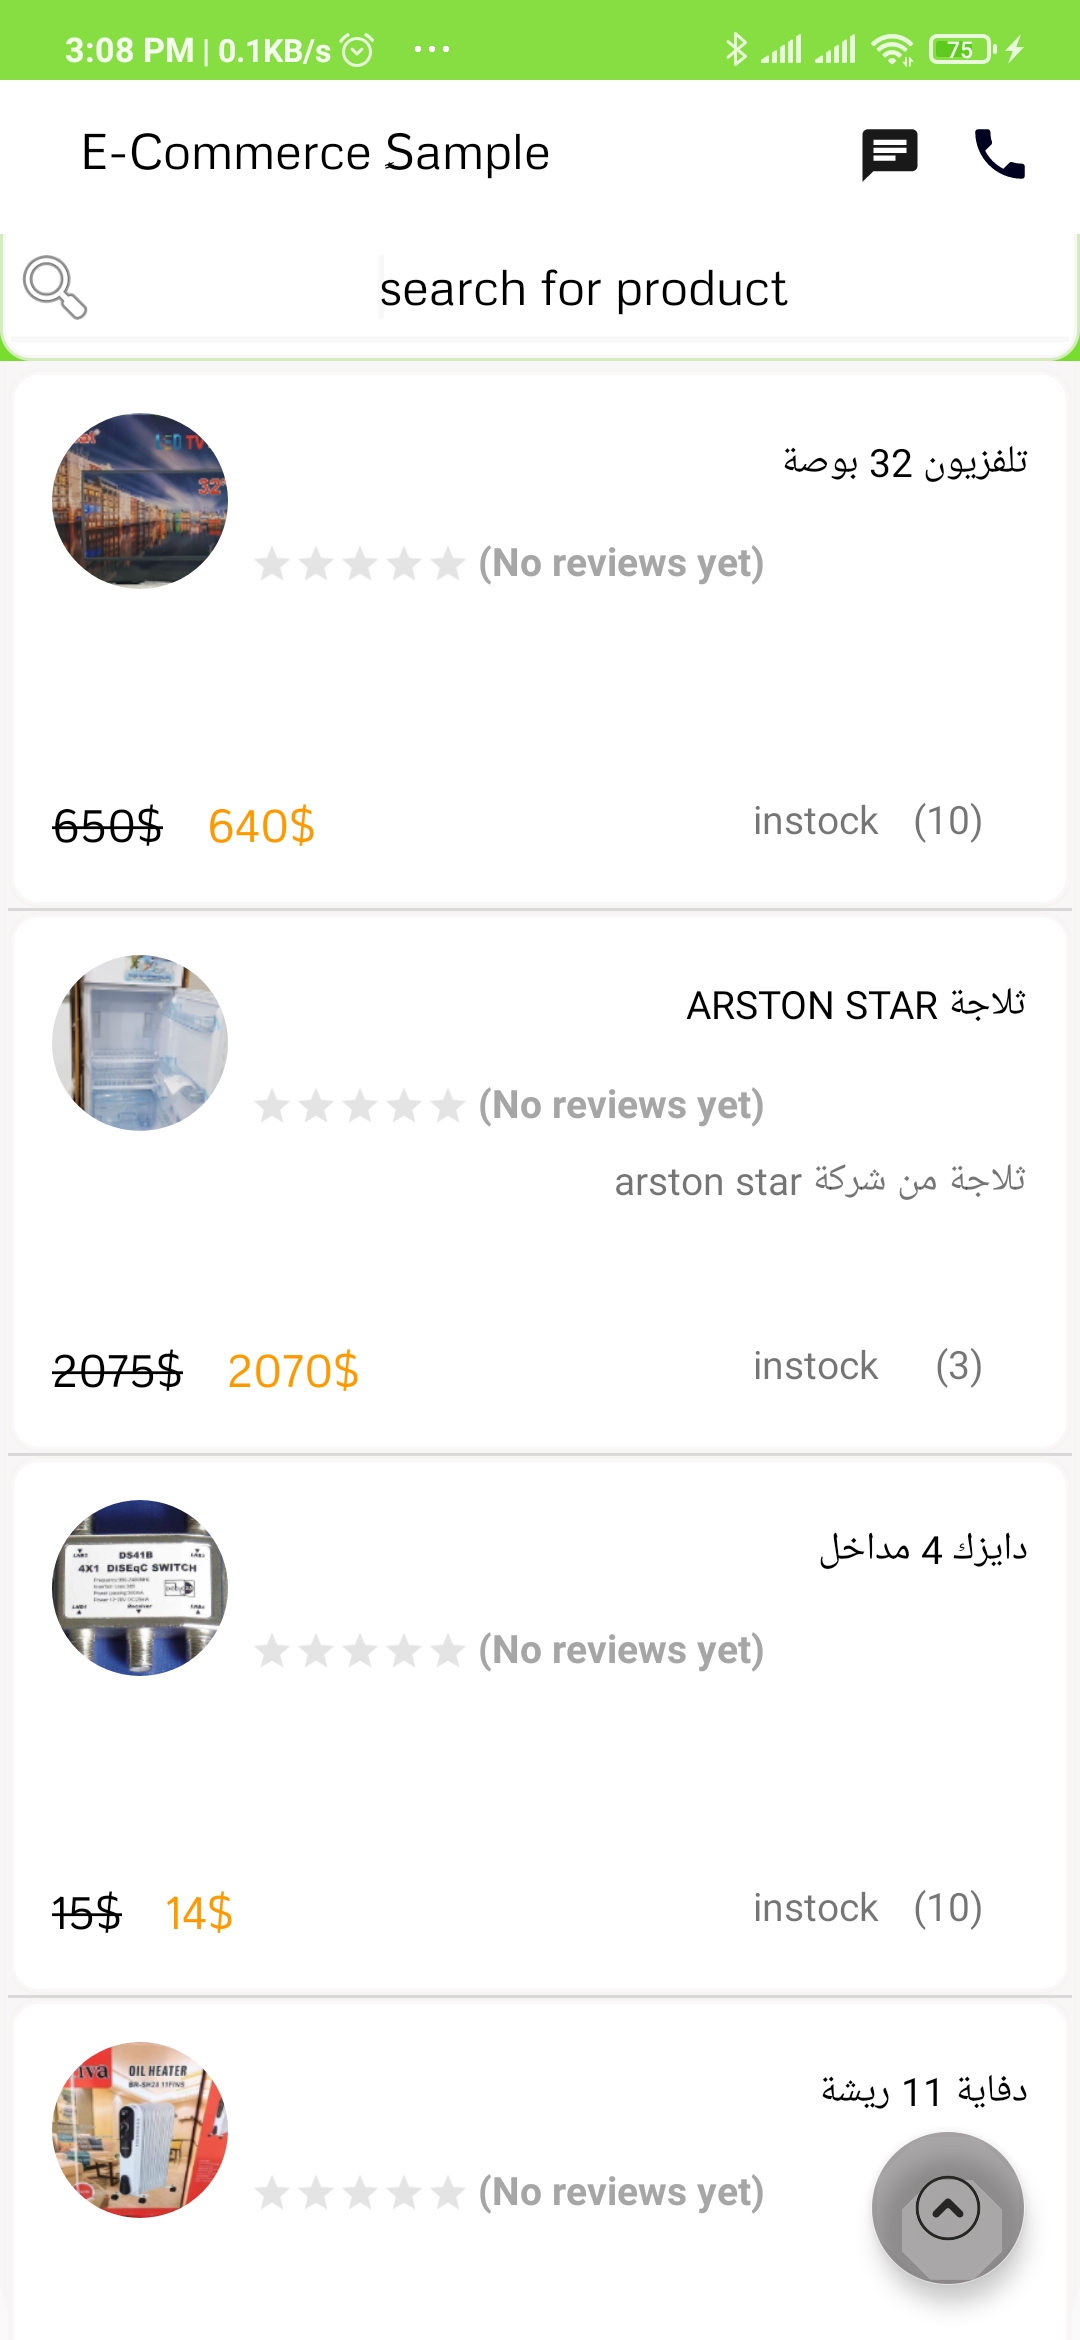 3:08 PM | 0.1KB/s ... 75
E-Commerce Sample
search for product
LED TV
32"
تلفزيون 32 بوصة
(No reviews yet)
650$ 640$ instock (10)
ثلاجة ARSTON STAR
(No reviews yet)
ثلاجة من شركة arston star
2075$ 2070$ instock (3)
DS41B
4X1 DiSEqC SWITCH
دايزك 4 مداخل
(No reviews yet)
15$ 14$ instock (10)
OIL HEATER
دفاية 11 ريشة
(No reviews yet)